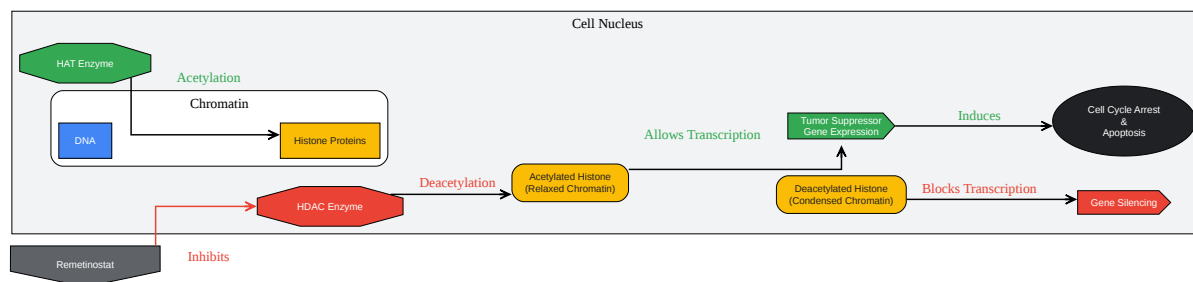 Cell Nucleus
HAT Enzyme
Acetylation
Chromatin
DNA
Histone Proteins
Tumor Suppressor
Gene Expression
Induces
Cell Cycle Arrest
&
Apoptosis
Allows Transcription
Deacetylation
Acetylated Histone
(Relaxed Chromatin)
Deacetylated Histone
(Condensed Chromatin)
Blocks Transcription
Gene Silencing
HDAC Enzyme
Inhibits
Remetinostat